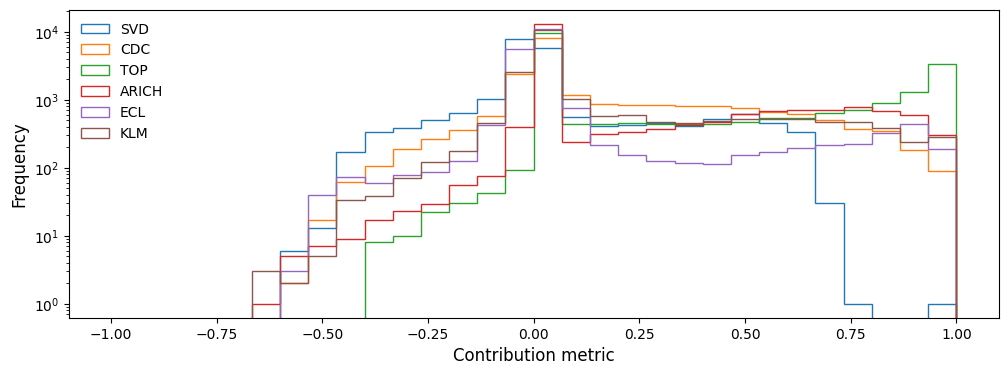 SVD
CDC
TOP
ARICH
ECL
KLM
Frequency
10⁴
10³
10²
10¹
10⁰
−1.00 −0.75 −0.50 −0.25 0.00 0.25 0.50 0.75 1.00
Contribution metric